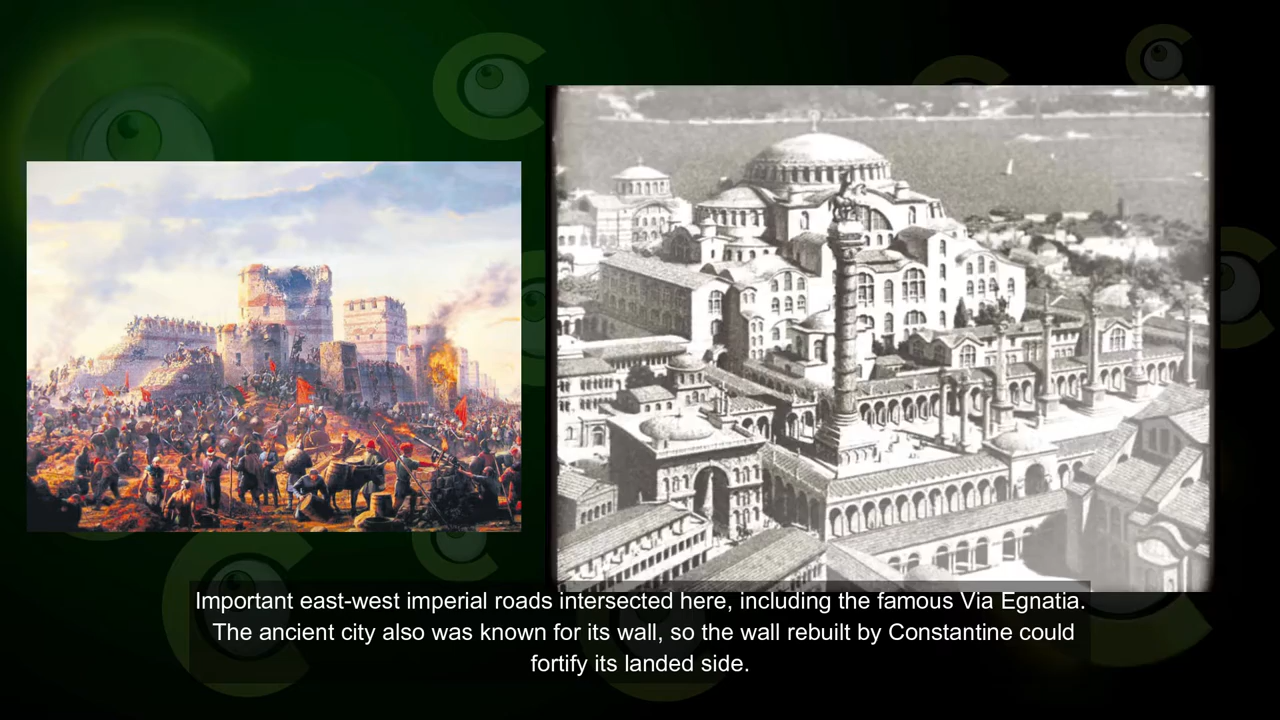 Important east-west imperial roads intersected here, including the famous Via Egnatia.
The ancient city also was known for its wall, so the wall rebuilt by Constantine could
fortify its landed side.